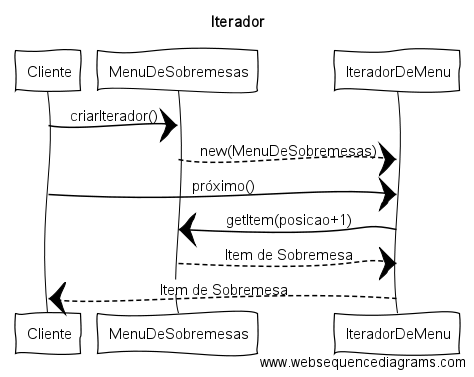 Iterador
Cliente
MenuDeSobremesas
IteradorDeMenu
criarIterador()
new(MenuDeSobremesas)
próximo()
getItem(posicao+1)
Item de Sobremesa
Item de Sobremesa
Cliente
MenuDeSobremesas
IteradorDeMenu
www.websequencediagrams.com